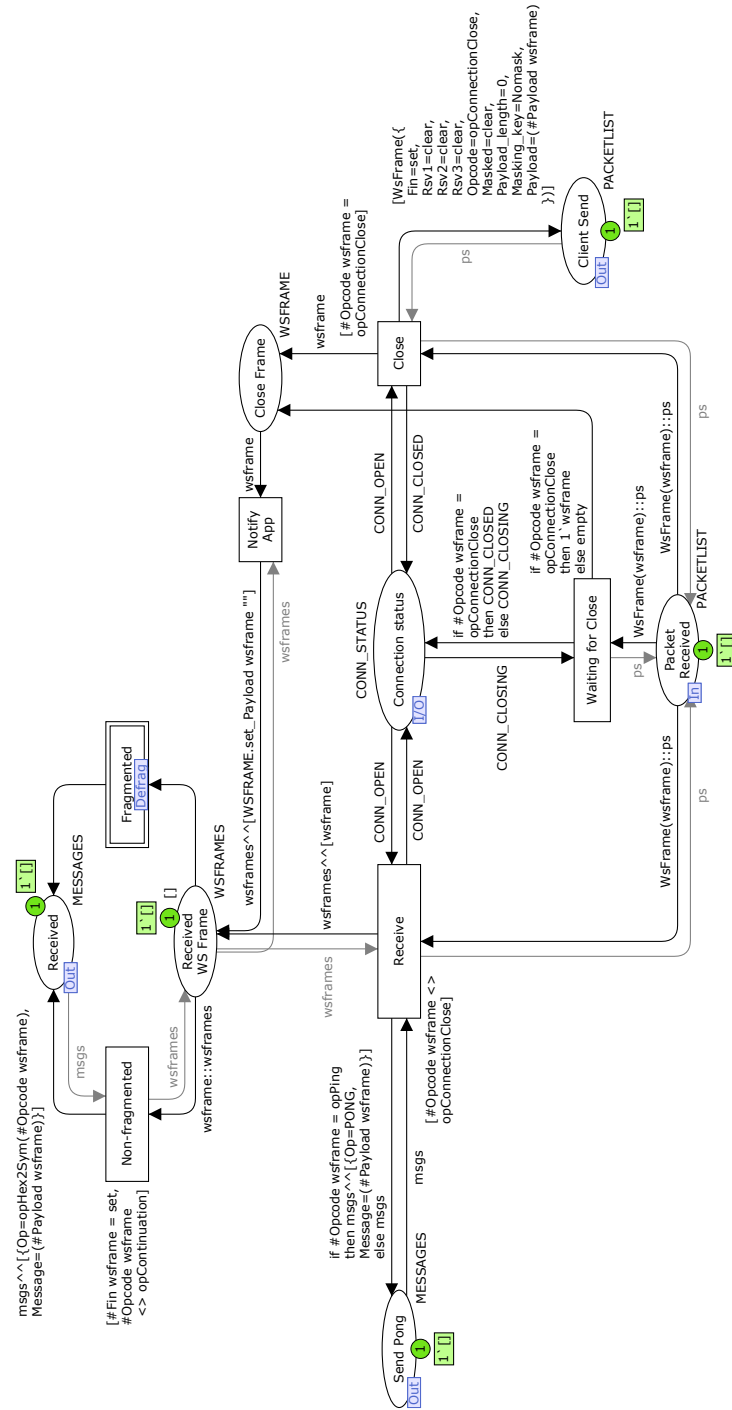 msgs^^[{Op=opHex2Sym(#Opcode wsframe),
Message=(#Payload wsframe)}]
[#Fin wsframe = set,
#Opcode wsframe
<> opContinuation]
Non-fragmented
msgs
wsframes
wsframe::wsframes
Out
Received
1
1`[]
MESSAGES
Fragmented
Defrag
1`[]
1
[]
Received
WS Frame
WSFRAMES
wsframes^^[WSFRAME.set_Payload wsframe ""]
wsframes
Notify
App
wsframe
Close Frame
WSFRAME
wsframe
[#Opcode wsframe =
opConnectionClose]
if #Opcode wsframe = opPing
then msgs^^[{Op=PONG,
Message=(#Payload wsframe)}]
else msgs
Send Pong
MESSAGES
Out
1
1`[]
msgs
wsframes
wsframes^^[wsframe]
Receive
[#Opcode wsframe <>
opConnectionClose]
CONN_OPEN
CONN_OPEN
CONN_STATUS
Connection status
I/O
CONN_OPEN
CONN_CLOSED
Close
CONN_CLOSING
if #Opcode wsframe =
opConnectionClose
then CONN_CLOSED
else CONN_CLOSING
if #Opcode wsframe =
opConnectionClose
then 1`wsframe
else empty
Waiting for Close
ps
WsFrame(wsframe)::ps
WsFrame(wsframe)::ps
ps
Packet
Received
In
PACKETLIST
1
1`[]
WsFrame(wsframe)::ps
ps
ps
[WsFrame({
Fin=set,
Rsv1=clear,
Rsv2=clear,
Rsv3=clear,
Opcode=opConnectionClose,
Masked=clear,
Payload_length=0,
Masking_key=Nomask,
Payload=(#Payload wsframe)
})]
Client Send
Out
PACKETLIST
1
1`[]